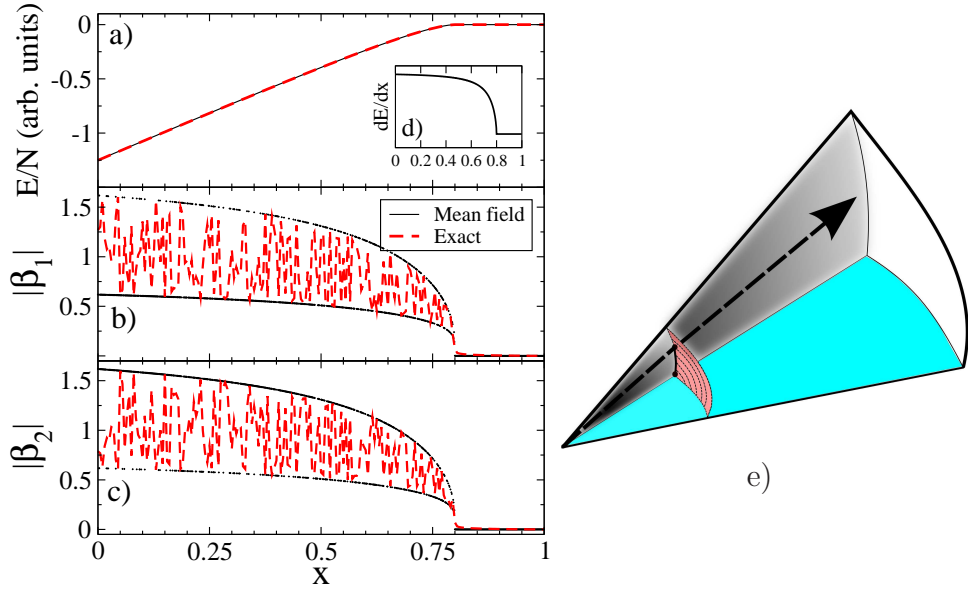 a)
E/N (arb. units)
0
-0.5
-1
dE/dx
d)
0 0.2 0.4 0.6 0.8 1
Mean field
Exact
|β₁|
1.5
1
0.5
0
b)
|β₂|
1.5
1
0.5
0
c)
0 0.25 0.5 0.75 1
x
e)